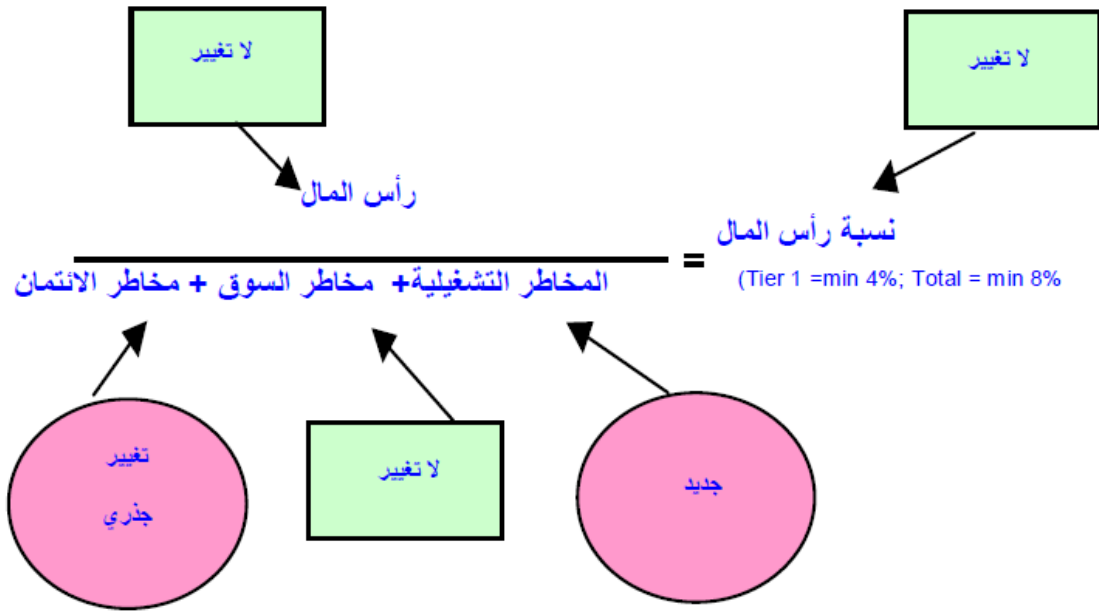 لا تغيير
لا تغيير
رأس المال
نسبة رأس المال
=
(Tier 1 =min 4%; Total = min 8%
المخاطر التشغيلية+ مخاطر السوق + مخاطر الائتمان
جديد
لا تغيير
تغيير
جذري